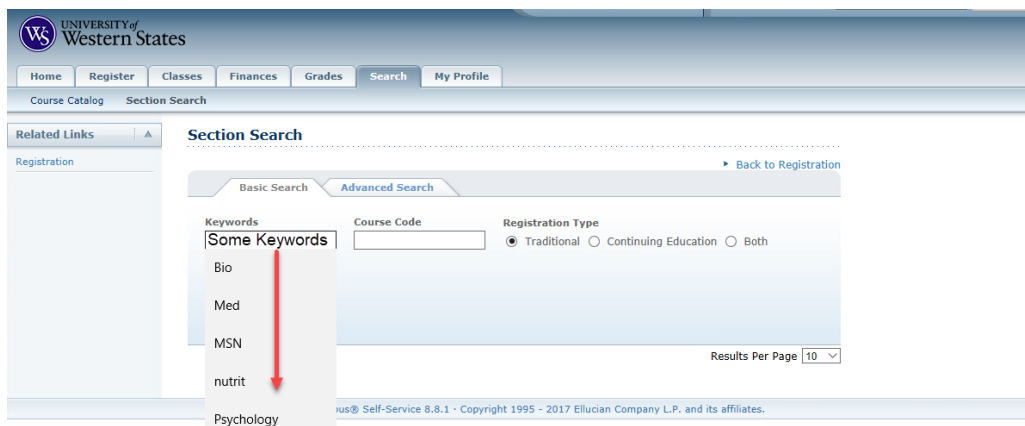 WS UNIVERSITY of
Western States
Home Register Classes Finances Grades Search My Profile
Course Catalog Section Search
Related Links
Registration
Section Search
Back to Registration
Basic Search Advanced Search
Keywords Course Code Registration Type
Some Keywords Traditional Continuing Education Both
Bio
Med
MSN
nutrit
Psychology
Results Per Page 10
® Self-Service 8.8.1 · Copyright 1995 - 2017 Ellucian Company L.P. and its affiliates.